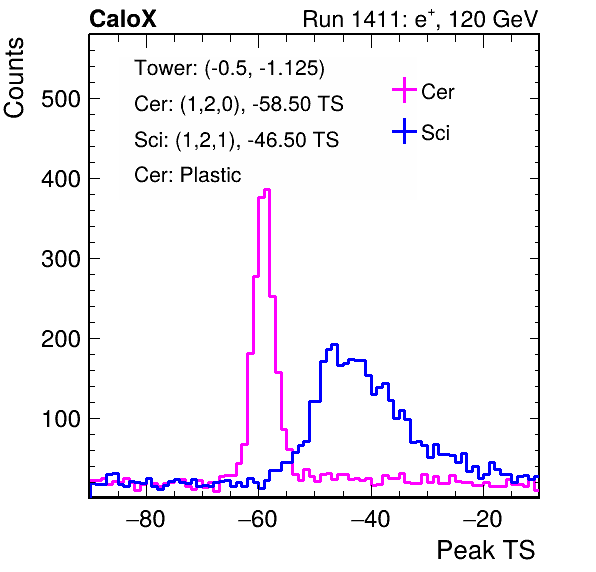 CaloX Run 1411: e⁺, 120 GeV
Counts
Tower: (-0.5, -1.125)
Cer: (1,2,0), -58.50 TS
Sci: (1,2,1), -46.50 TS
Cer: Plastic
Cer
Sci
500
400
300
200
100
−80 −60 −40 −20
Peak TS